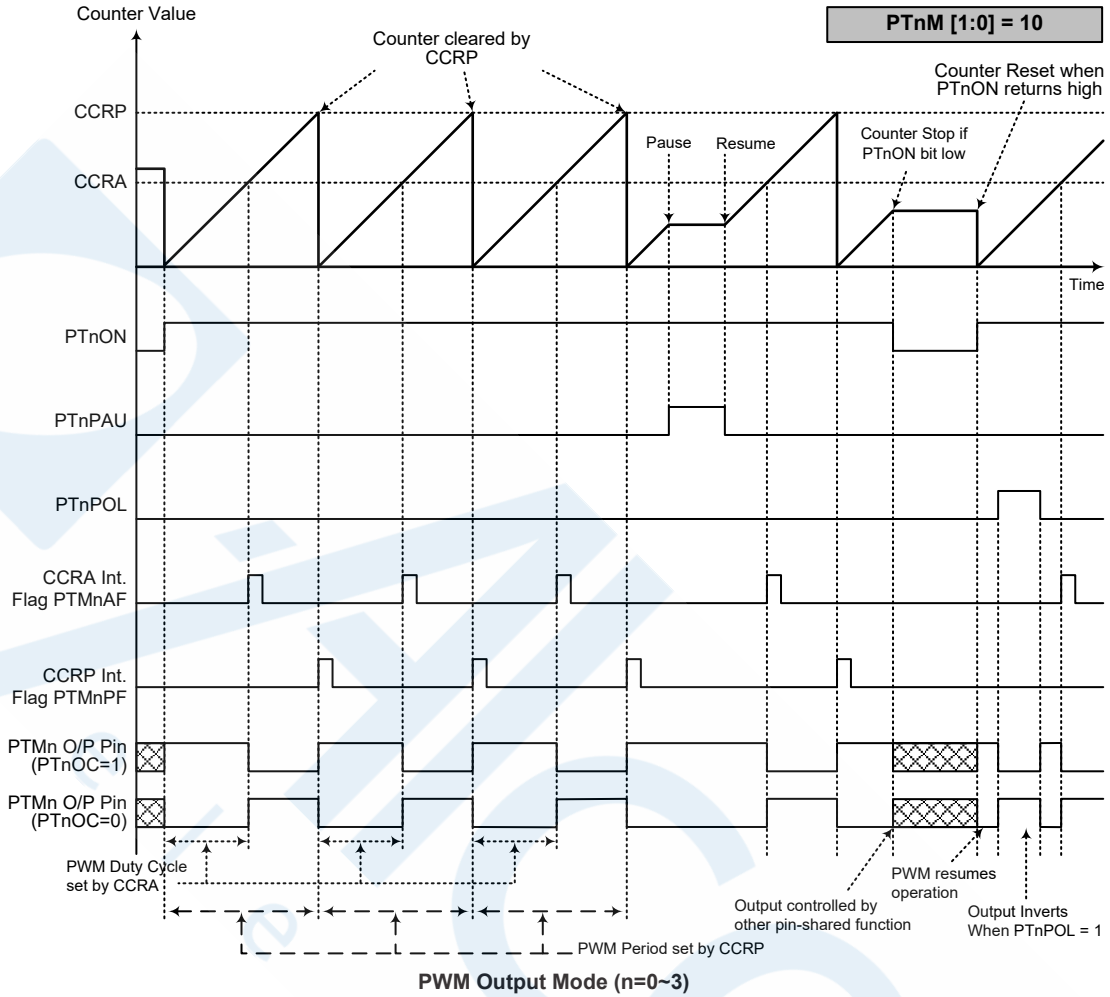 Counter Value
PTnM [1:0] = 10
Counter cleared by
CCRP
Counter Reset when
PTnON returns high
CCRP
Pause
Resume
Counter Stop if
PTnON bit low
CCRA
Time
PTnON
PTnPAU
PTnPOL
CCRA Int.
Flag PTMnAF
CCRP Int.
Flag PTMnPF
PTMn O/P Pin
(PTnOC=1)
PTMn O/P Pin
(PTnOC=0)
PWM Duty Cycle
set by CCRA
PWM resumes
operation
Output controlled by
other pin-shared function
Output Inverts
When PTnPOL = 1
PWM Period set by CCRP
PWM Output Mode (n=0~3)